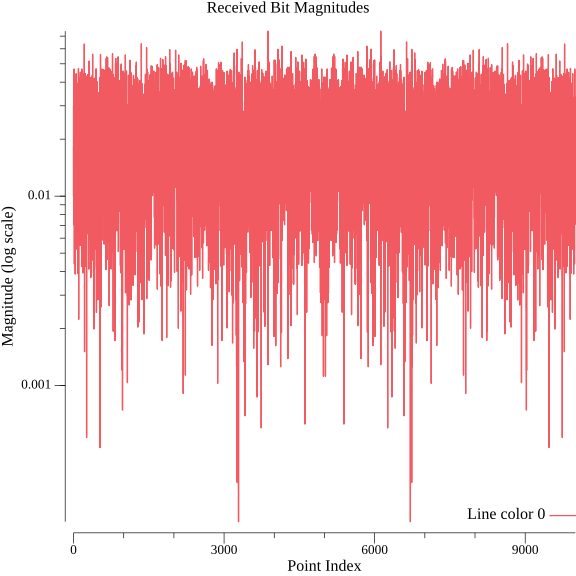 Received Bit Magnitudes
Magnitude (log scale)
0.01
0.001
Line color 0
0
3000
6000
9000
Point Index